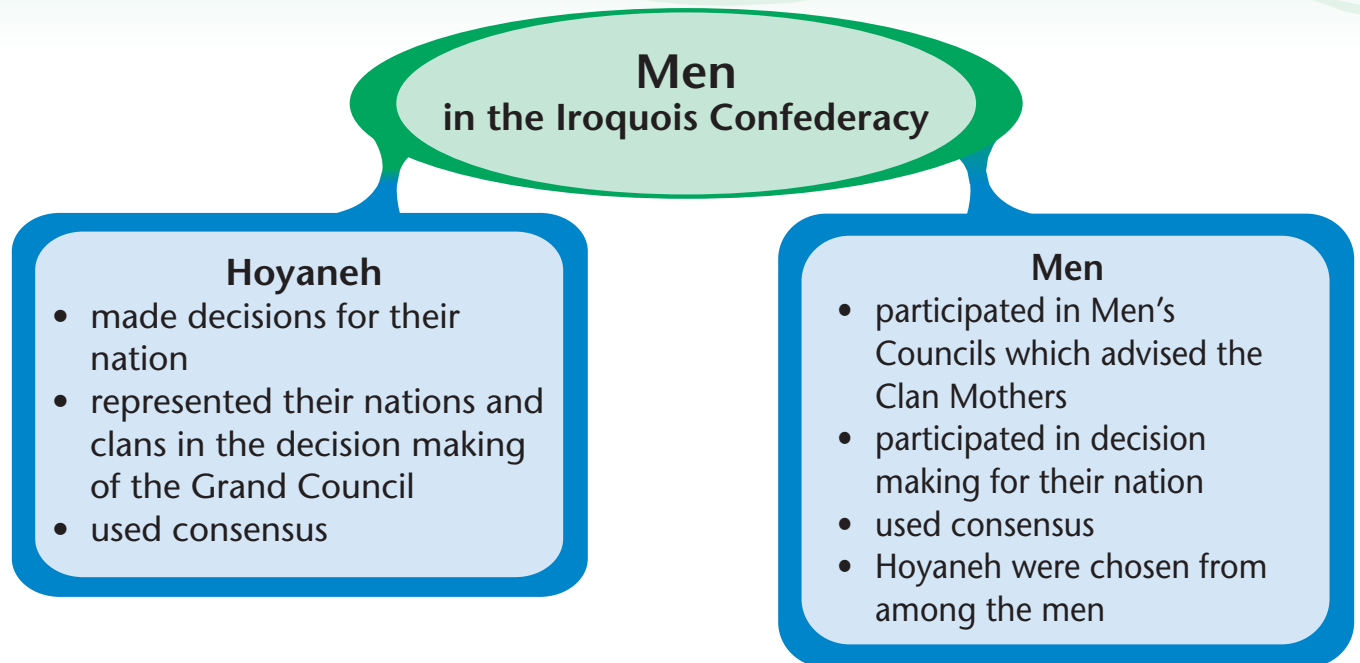 Men
in the Iroquois Confederacy
Hoyaneh
• made decisions for their
nation
• represented their nations and
clans in the decision making
of the Grand Council
• used consensus
Men
• participated in Men’s
Councils which advised the
Clan Mothers
• participated in decision
making for their nation
• used consensus
• Hoyaneh were chosen from
among the men